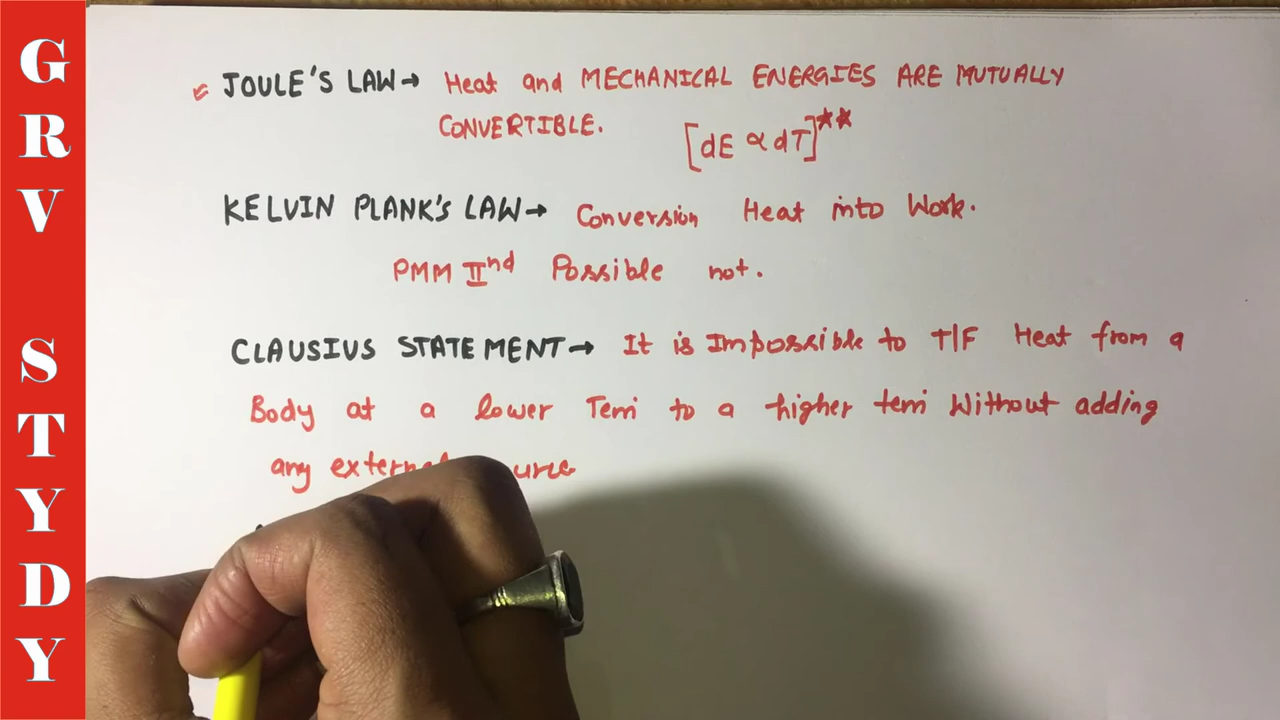 GRV STYDY
JOULE'S LAW→ Heat and MECHANICAL ENERGIES ARE MUTUALLY
CONVERTIBLE. [dE ∝ dT]**
KELVIN PLANK'S LAW→ Conversion Heat into Work.
PMM IInd Possible not.
CLAUSIUS STATEMENT→ It is Impossible to T/F Heat from a
Body at a lower Tem to a higher tem Without adding
any